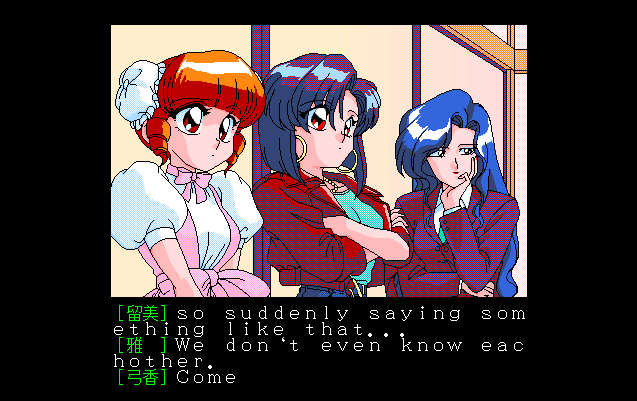 [留美]so suddenly saying som
ething like that...
[雅　]We don't even know eac
hother.
[弓香]Come